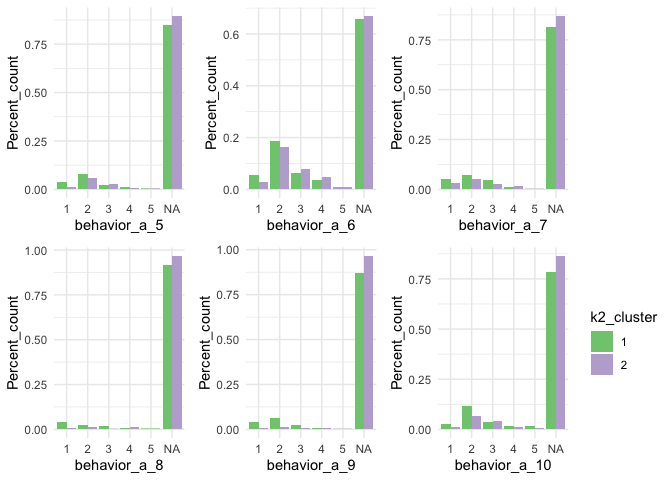 Percent_count
0.75
0.50
0.25
0.00
1 2 3 4 5 NA
behavior_a_5
Percent_count
0.6
0.4
0.2
0.0
1 2 3 4 5 NA
behavior_a_6
Percent_count
0.75
0.50
0.25
0.00
1 2 3 4 5 NA
behavior_a_7
Percent_count
1.00
0.75
0.50
0.25
0.00
1 2 3 4 5 NA
behavior_a_8
Percent_count
1.00
0.75
0.50
0.25
0.00
1 2 3 4 5 NA
behavior_a_9
Percent_count
0.75
0.50
0.25
0.00
1 2 3 4 5 NA
behavior_a_10
k2_cluster
1
2